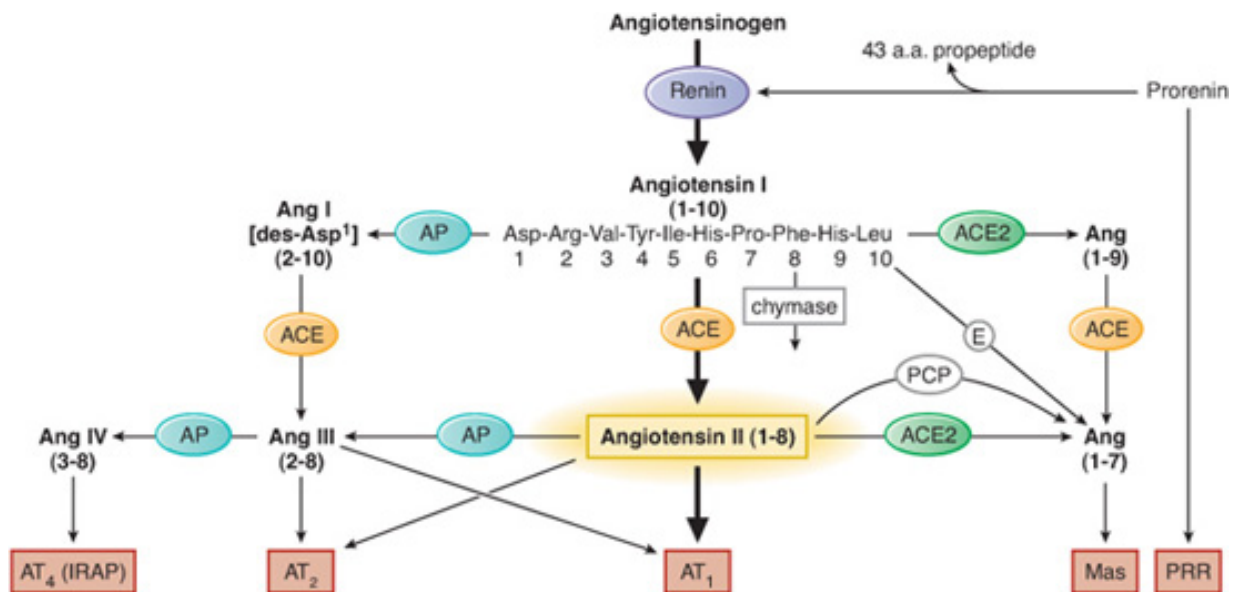 Angiotensinogen
43 a.a. propeptide
Renin
Prorenin
Angiotensin I
(1-10)
Ang I
[des-Asp¹]
(2-10)
AP
Asp-Arg-Val-Tyr-Ile-His-Pro-Phe-His-Leu
1 2 3 4 5 6 7 8 9 10
ACE2
Ang
(1-9)
chymase
ACE
ACE
E
ACE
PCP
Ang IV
(3-8)
AP
Ang III
(2-8)
AP
Angiotensin II (1-8)
ACE2
Ang
(1-7)
AT₄ (IRAP)
AT₂
AT₁
Mas
PRR